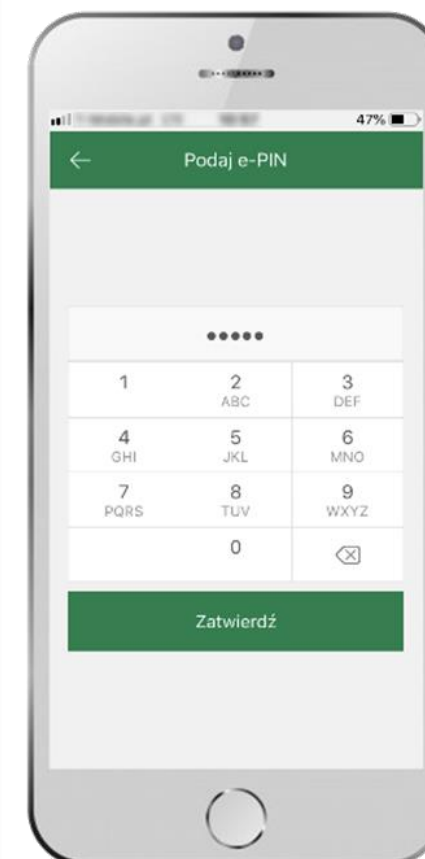 47%
Podaj e-PIN
•••••
1 2 3
ABC DEF
4 5 6
GHI JKL MNO
7 8 9
PQRS TUV WXYZ
0
Zatwierdź